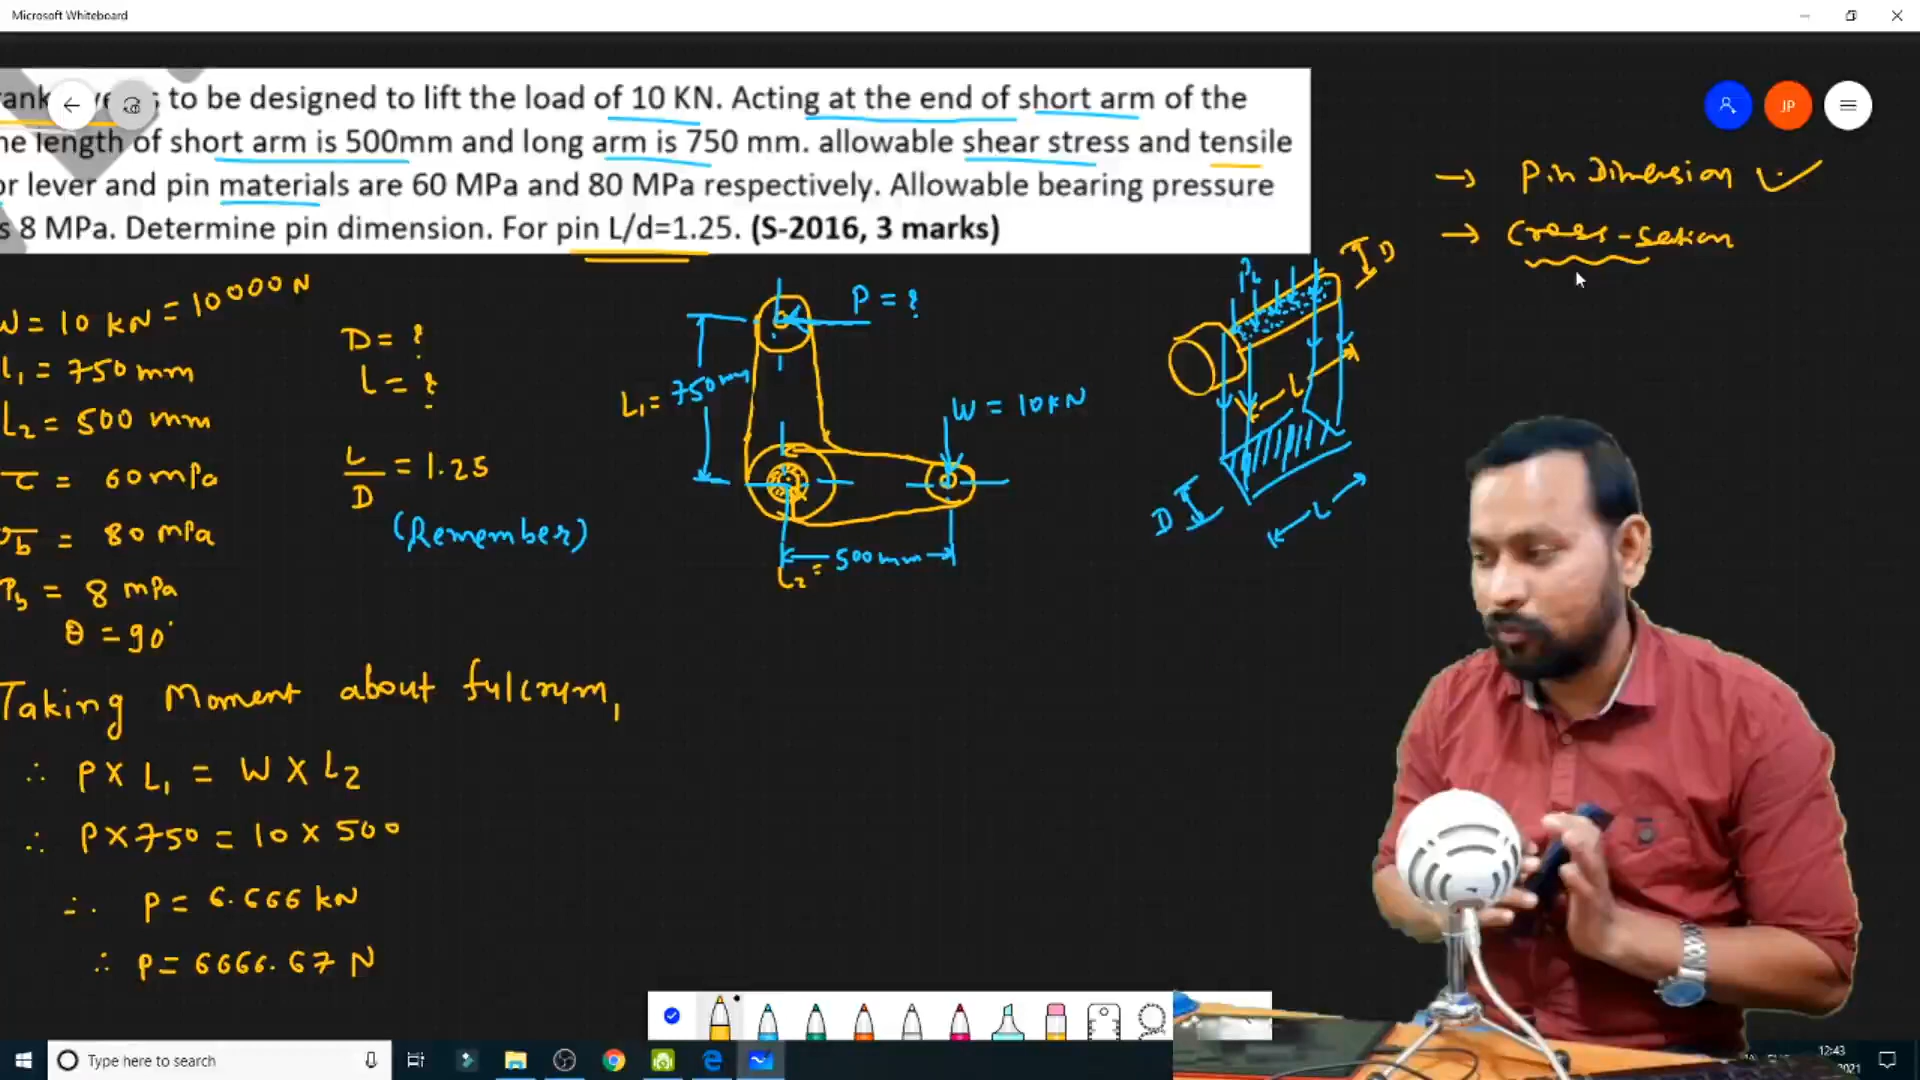 Microsoft Whiteboard
to be designed to lift the load of 10 KN. Acting at the end of short arm of the
length of short arm is 500mm and long arm is 750 mm. allowable shear stress and tensile
or lever and pin materials are 60 MPa and 80 MPa respectively. Allowable bearing pressure
s 8 MPa. Determine pin dimension. For pin L/d=1.25. (S-2016, 3 marks)
JP
→ Pin Dimension ✓
→ Cross-section
W = 10 kN = 10000 N
L₁ = 750 mm
L₂ = 500 mm
τ = 60 mPa
σb = 80 mPa
Pb = 8 mPa
θ = 90°
D = ?
l = ?
L/D = 1.25
(Remember)
P = ?
L₁ = 750 mm
W = 10 kN
L₂ = 500 mm
Pb
I D
L
D I
L
Taking Moment about fulcrum,
∴ P X L₁ = W X L₂
∴ P X 750 = 10 X 500
∴ P = 6.666 kN
∴ P = 6666.67 N
Type here to search
12:43
2021